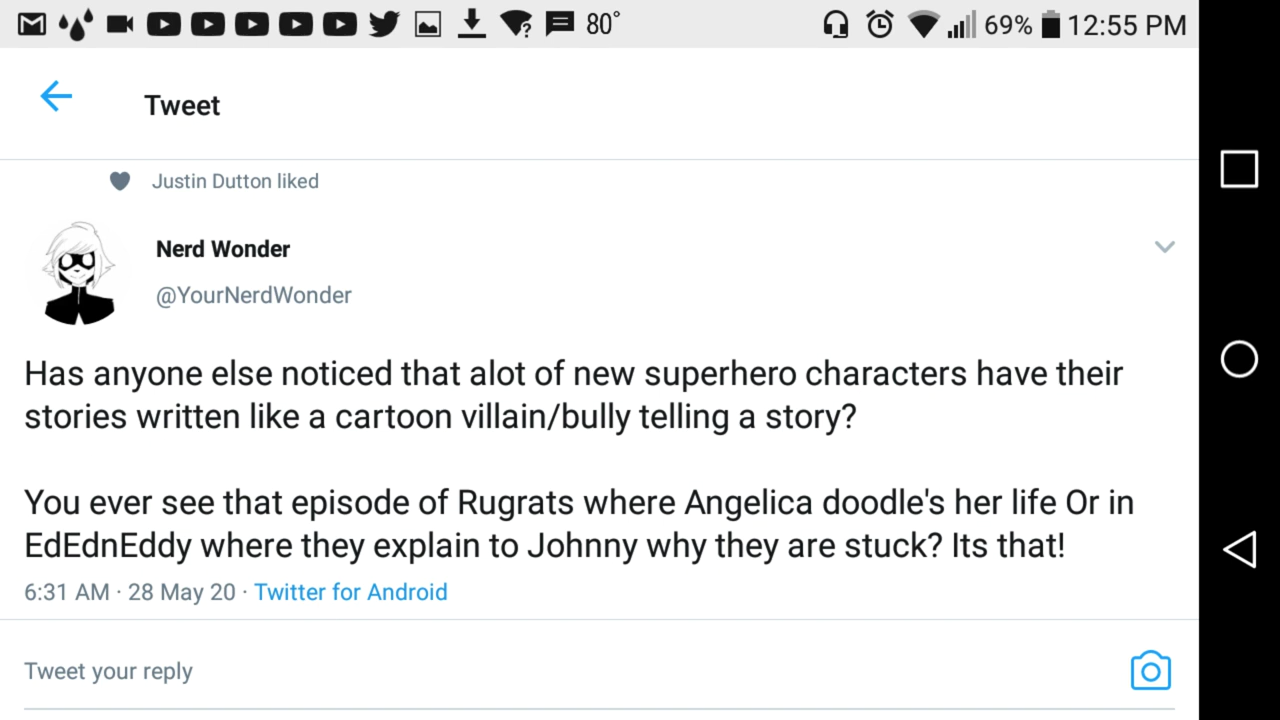 80° 69% 12:55 PM
Tweet
Justin Dutton liked
Nerd Wonder
@YourNerdWonder
Has anyone else noticed that alot of new superhero characters have their
stories written like a cartoon villain/bully telling a story?
You ever see that episode of Rugrats where Angelica doodle's her life Or in
EdEdnEddy where they explain to Johnny why they are stuck? Its that!
6:31 AM · 28 May 20 · Twitter for Android
Tweet your reply